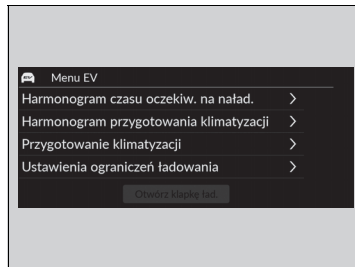 Menu EV
Harmonogram czasu oczekiw. na naład.
Harmonogram przygotowania klimatyzacji
Przygotowanie klimatyzacji
Ustawienia ograniczeń ładowania
Otwórz klapkę ład.